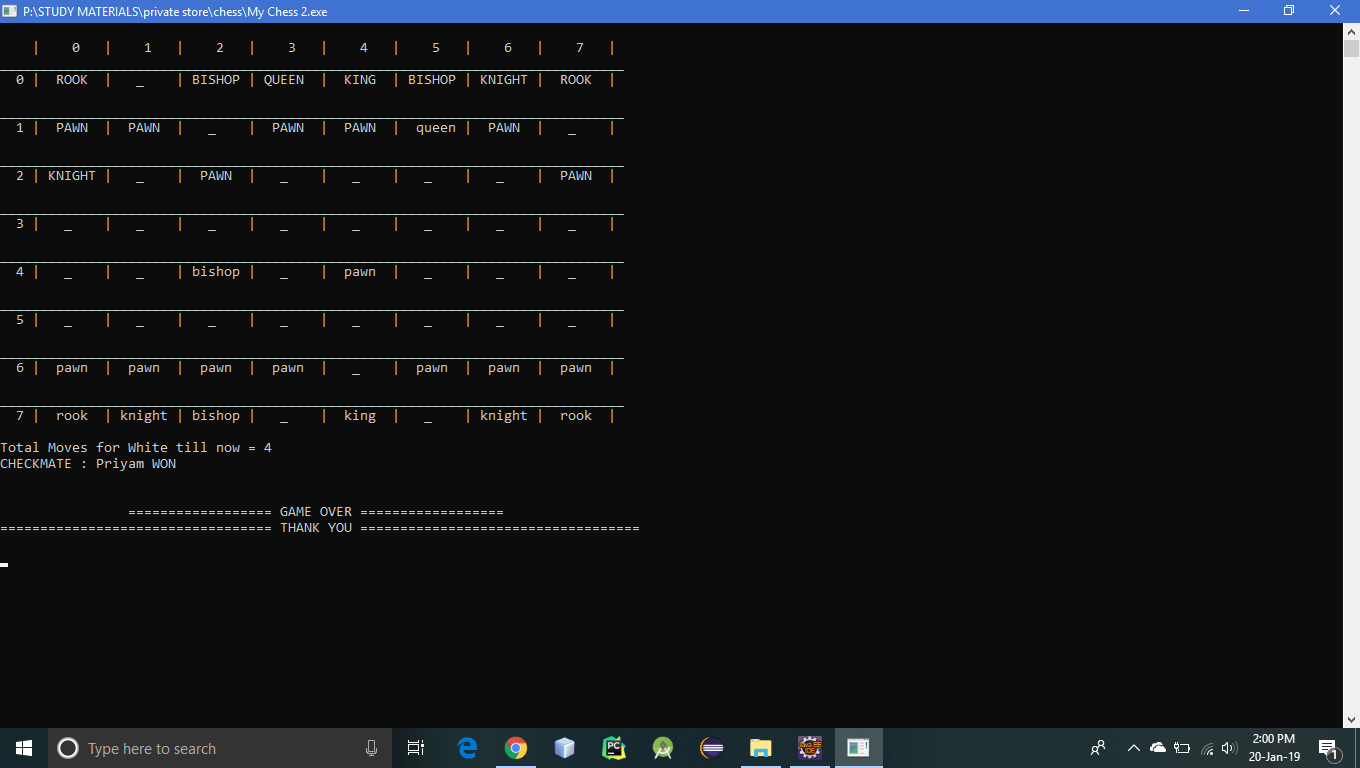 P:\STUDY MATERIALS\private store\chess\My Chess 2.exe
| 0 | 1 | 2 | 3 | 4 | 5 | 6 | 7 |
0 | ROOK | _ | BISHOP | QUEEN | KING | BISHOP | KNIGHT | ROOK |
1 | PAWN | PAWN | _ | PAWN | PAWN | queen | PAWN | _ |
2 | KNIGHT | _ | PAWN | _ | _ | _ | _ | PAWN |
3 | _ | _ | _ | _ | _ | _ | _ | _ |
4 | _ | _ | bishop | _ | pawn | _ | _ | _ |
5 | _ | _ | _ | _ | _ | _ | _ | _ |
6 | pawn | pawn | pawn | pawn | _ | pawn | pawn | pawn |
7 | rook | knight | bishop | _ | king | _ | knight | rook |
Total Moves for White till now = 4
CHECKMATE : Priyam WON
================== GAME OVER ==================
================================== THANK YOU ===================================
Type here to search
PC
2:00 PM
20-Jan-19
1